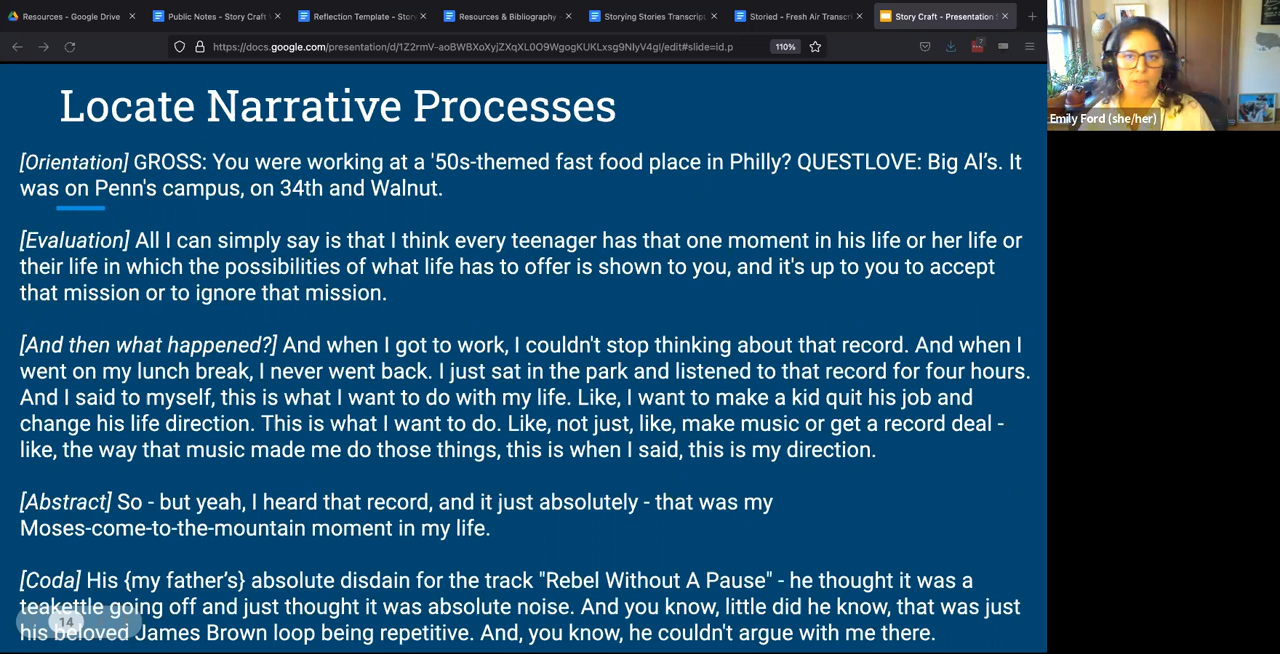 Resources - Google Drive
Public Notes - Story Craft
Reflection Template - Story
Resources & Bibliography -
Storying Stories Transcript
Storied - Fresh Air Transcri
Story Craft - Presentation S
https://docs.google.com/presentation/d/1Z2rmV-aoBWBXoXyjZXqXL0O9WgogKUKLxsg9NIyV4gI/edit#slide=id.p
110%
Emily Ford (she/her)
Locate Narrative Processes
[Orientation] GROSS: You were working at a '50s-themed fast food place in Philly? QUESTLOVE: Big Al’s. It
was on Penn's campus, on 34th and Walnut.
[Evaluation] All I can simply say is that I think every teenager has that one moment in his life or her life or
their life in which the possibilities of what life has to offer is shown to you, and it's up to you to accept
that mission or to ignore that mission.
[And then what happened?] And when I got to work, I couldn't stop thinking about that record. And when I
went on my lunch break, I never went back. I just sat in the park and listened to that record for four hours.
And I said to myself, this is what I want to do with my life. Like, I want to make a kid quit his job and
change his life direction. This is what I want to do. Like, not just, like, make music or get a record deal -
like, the way that music made me do those things, this is when I said, this is my direction.
[Abstract] So - but yeah, I heard that record, and it just absolutely - that was my
Moses-come-to-the-mountain moment in my life.
[Coda] His {my father’s} absolute disdain for the track "Rebel Without A Pause" - he thought it was a
teakettle going off and just thought it was absolute noise. And you know, little did he know, that was just
his beloved James Brown loop being repetitive. And, you know, he couldn't argue with me there.
14